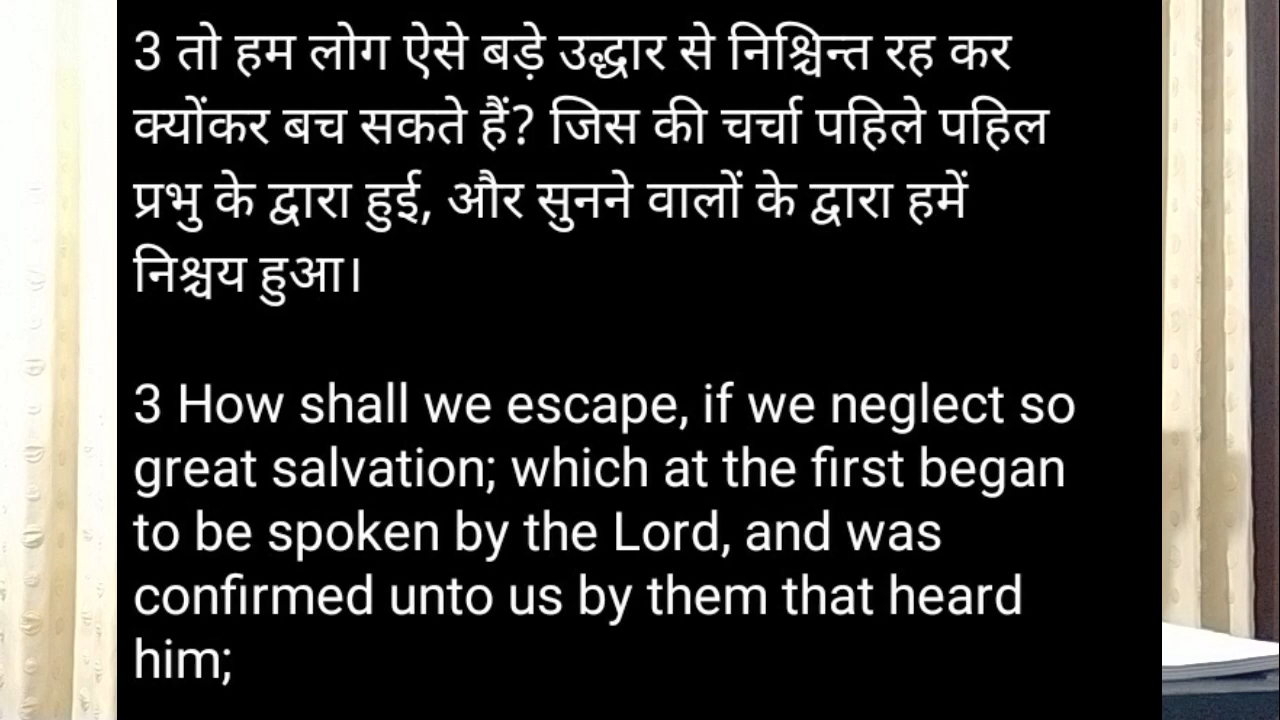 3 तो हम लोग ऐसे बड़े उद्धार से निश्चिन्त रह कर
क्योंकर बच सकते हैं? जिस की चर्चा पहिले पहिल
प्रभु के द्वारा हुई, और सुनने वालों के द्वारा हमें
निश्चय हुआ।
3 How shall we escape, if we neglect so
great salvation; which at the first began
to be spoken by the Lord, and was
confirmed unto us by them that heard
him;